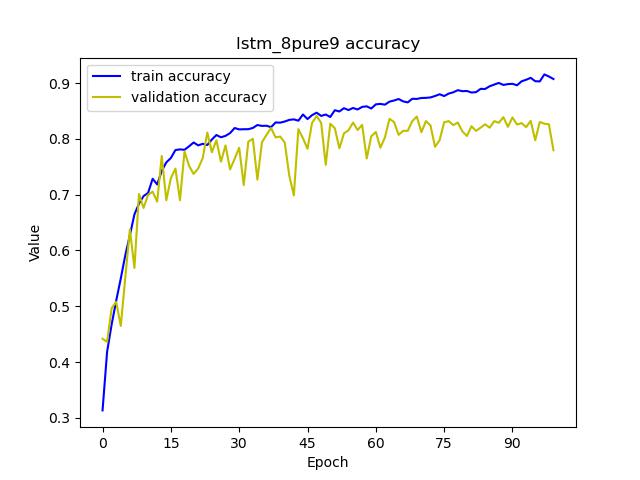 lstm_8pure9 accuracy
train accuracy
validation accuracy
0.9
0.8
0.7
0.6
0.5
0.4
0.3
Value
0 15 30 45 60 75 90
Epoch